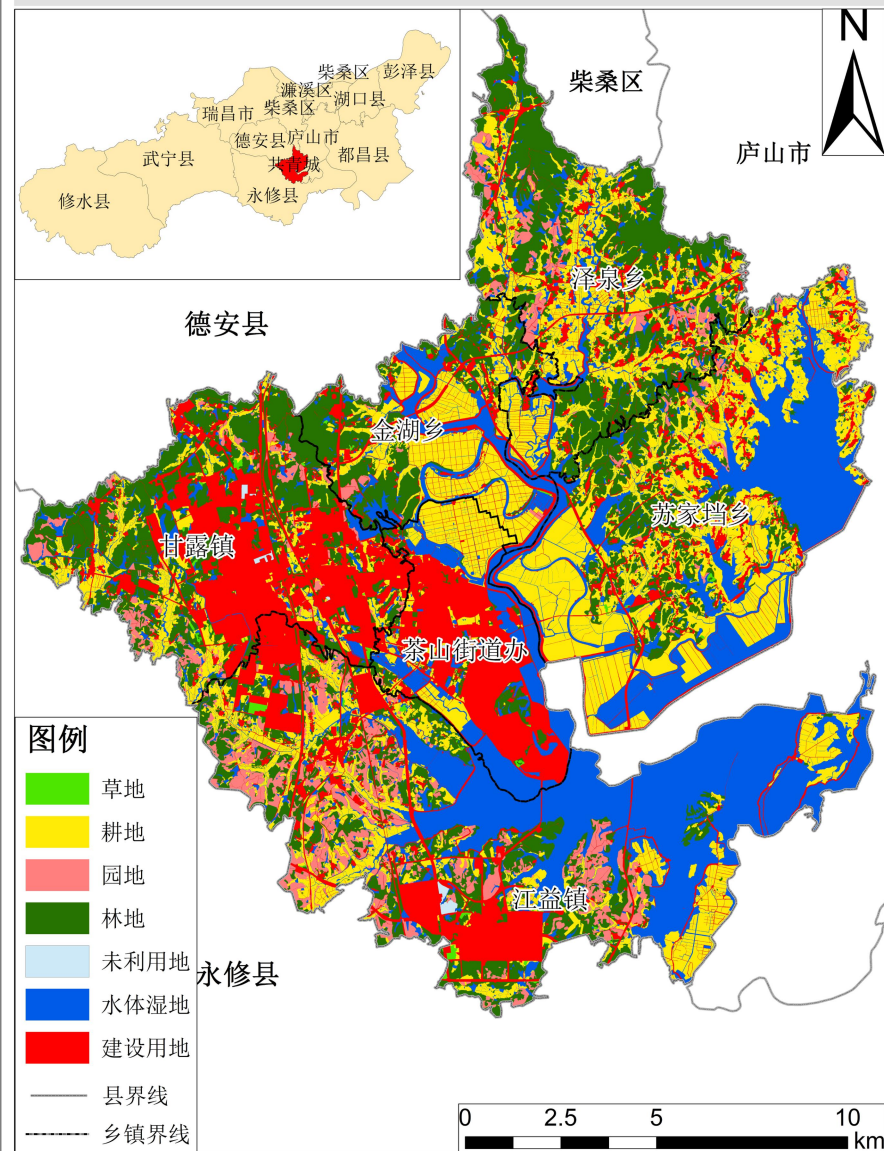 柴桑区
彭泽县
濂溪区
柴桑区
湖口县
瑞昌市
德安县
庐山市
武宁县
共青城
都昌县
修水县
永修县
N
柴桑区
庐山市
泽泉乡
德安县
金湖乡
苏家垱乡
甘露镇
茶山街道办
江益镇
永修县
图例
草地
耕地
园地
林地
未利用地
水体湿地
建设用地
县界线
乡镇界线
0 2.5 5 10
km